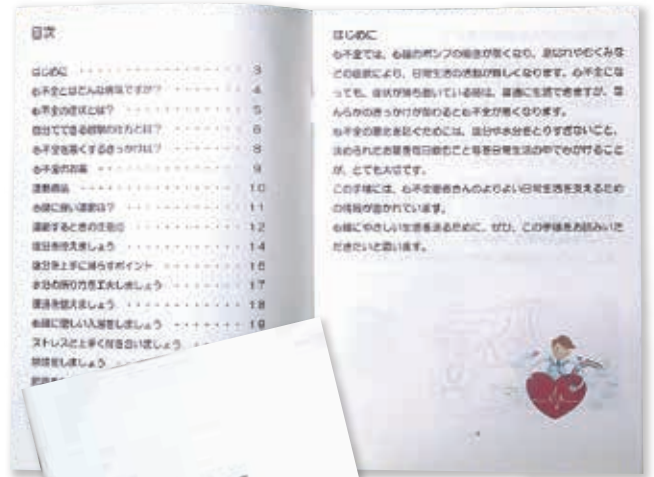 目次
はじめに ・・・・・・・・・・・・・・ 3
心不全とはどんな病気ですか? ・・・・・・ 4
心不全の症状とは? ・・・・・・・・・・ 5
自分でできる観察の仕方とは? ・・・・・・ 6
心不全を悪くするきっかけは? ・・・・・・ 8
心不全のお薬 ・・・・・・・・・・・・ 9
運動療法 ・・・・・・・・・・・・・・ 10
心臓に良い運動は? ・・・・・・・・・・ 11
運動するときの注意点 ・・・・・・・・・ 12
塩分を控えましょう ・・・・・・・・・・ 14
塩分を上手に減らすポイント ・・・・・・・ 16
水分の摂り方を工夫しましょう ・・・・・・ 17
便通を整えましょう ・・・・・・・・・・ 18
心臓に優しい入浴をしましょう ・・・・・・ 19
ストレスと上手く付き合いましょう
禁煙をしましょう
はじめに
心不全では、心臓のポンプの働きが悪くなり、息切れやむくみな
どの症状により、日常生活の活動が難しくなります。心不全にな
っても、症状が落ち着いている時は、普通に生活できますが、な
んらかのきっかけが加わると心不全が悪くなります。
心不全の悪化を防ぐためには、塩分や水分をとりすぎないこと、
決められたお薬を毎日飲むこと等を日常生活の中で心がけること
が、とても大切です。
この手帳には、心不全患者さんのよりよい日常生活を支えるため
の情報が書かれています。
心臓にやさしい生活を送るために、ぜひ、この手帳をお読みいた
だきたいと思います。